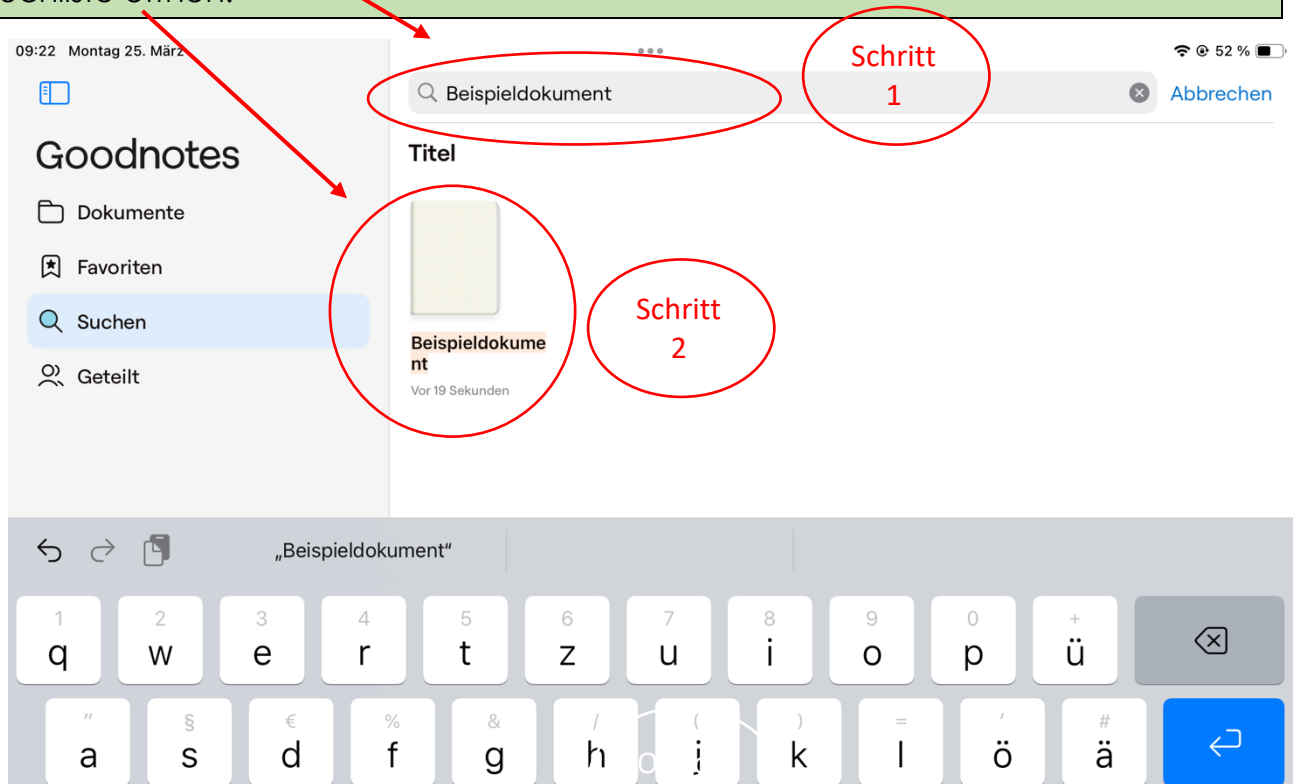 öffnen.
09:22 Montag 25. März
52 %
Beispieldokument
Abbrechen
Schritt
1
Goodnotes
Titel
Dokumente
Favoriten
Suchen
Geteilt
Beispieldokume
nt
Vor 19 Sekunden
Schritt
2
„Beispieldokument“
1 2 3 4 5 6 7 8 9 0 +
q w e r t z u i o p ü
" § € % & / ( ) = ' #
a s d f g h j k l ö ä